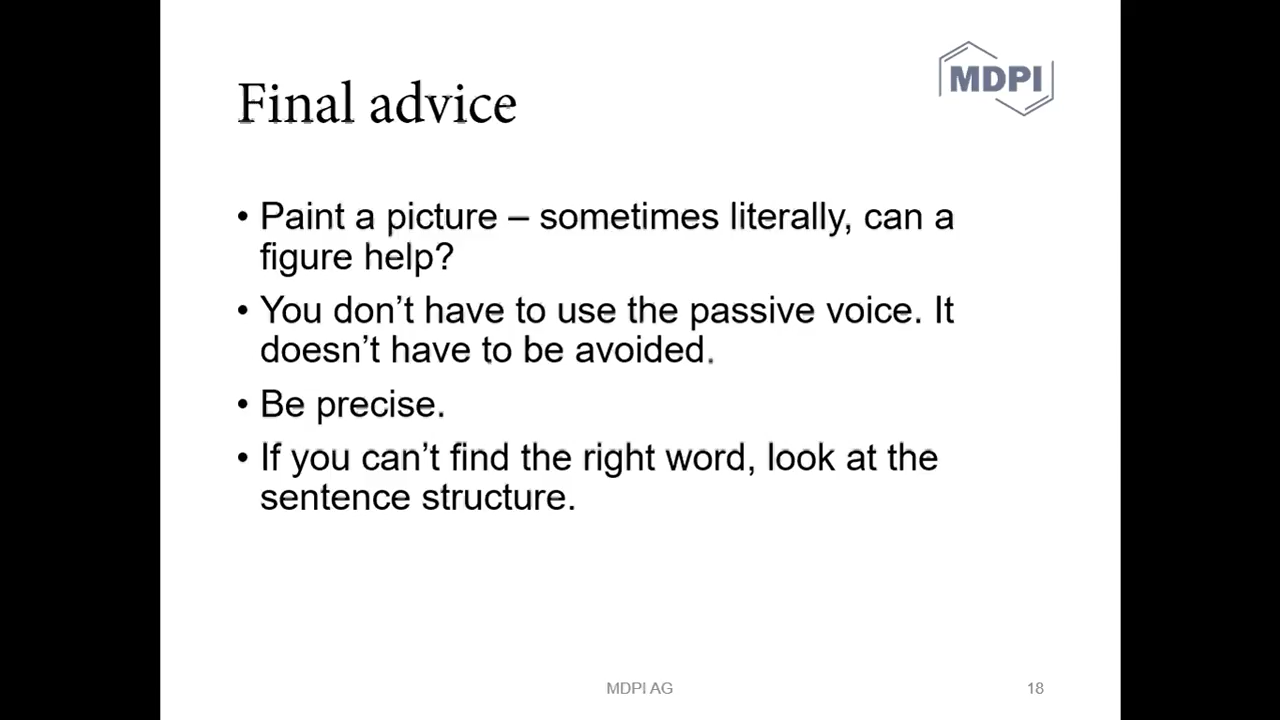 MDPI
Final advice
• Paint a picture – sometimes literally, can a
figure help?
• You don’t have to use the passive voice. It
doesn’t have to be avoided.
• Be precise.
• If you can’t find the right word, look at the
sentence structure.
MDPI AG
18